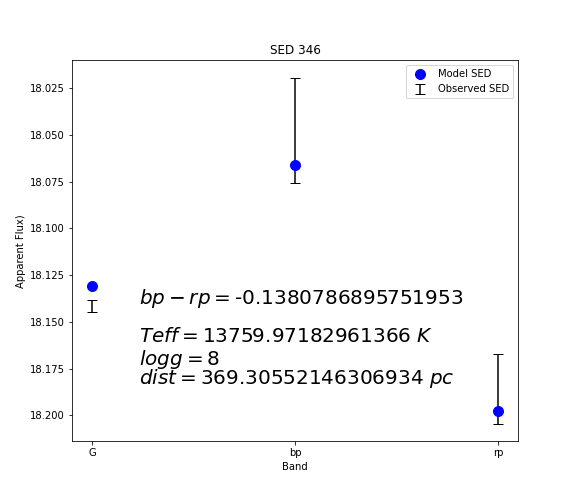 SED 346
Model SED
Observed SED
18.025
18.050
18.075
18.100
18.125
18.150
18.175
18.200
Apparent Flux)
bp − rp = -0.1380786895751953
Teff = 13759.97182961366 K
logg = 8
dist = 369.30552146306934 pc
G bp rp
Band